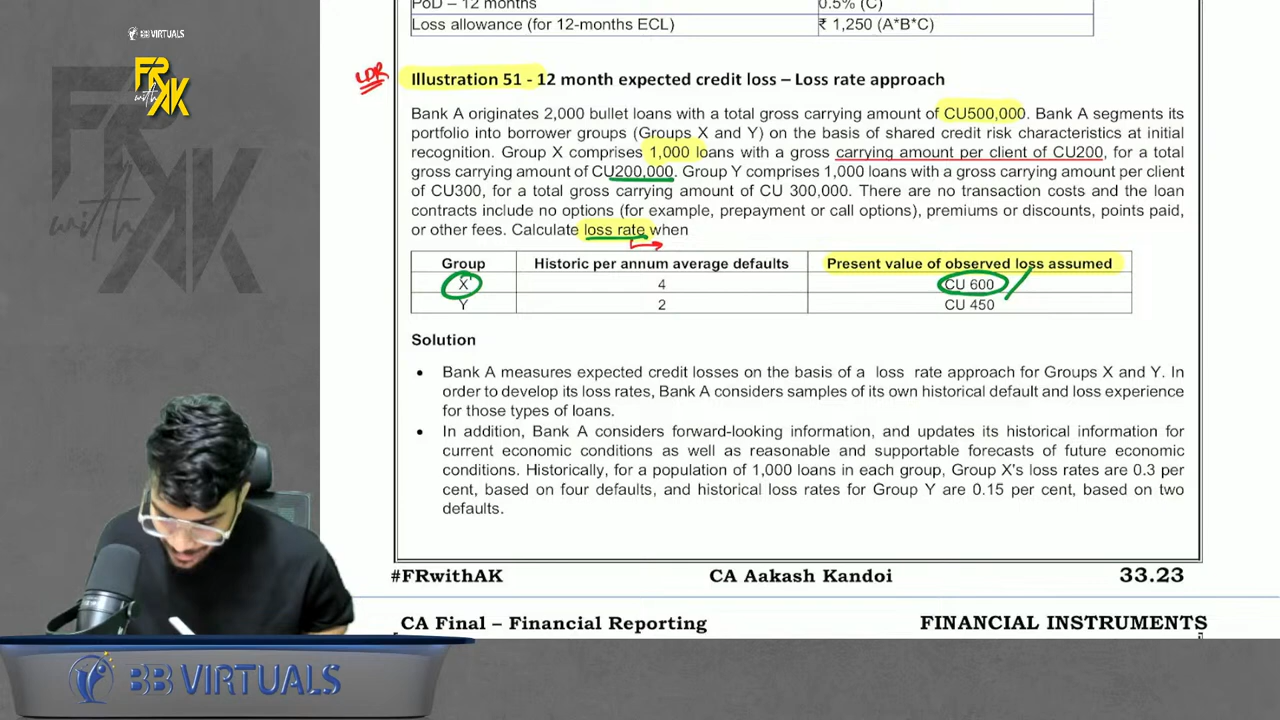 PoD – 12 months 0.5% (C)
Loss allowance (for 12-months ECL) ₹ 1,250 (A*B*C)
BB VIRTUALS
FR
with
AK
LDR
Illustration 51 - 12 month expected credit loss – Loss rate approach
Bank A originates 2,000 bullet loans with a total gross carrying amount of CU500,000. Bank A segments its
portfolio into borrower groups (Groups X and Y) on the basis of shared credit risk characteristics at initial
recognition. Group X comprises 1,000 loans with a gross carrying amount per client of CU200, for a total
gross carrying amount of CU200,000. Group Y comprises 1,000 loans with a gross carrying amount per client
of CU300, for a total gross carrying amount of CU 300,000. There are no transaction costs and the loan
contracts include no options (for example, prepayment or call options), premiums or discounts, points paid,
or other fees. Calculate loss rate when
Group Historic per annum average defaults Present value of observed loss assumed
X 4 CU 600
Y 2 CU 450
Solution
• Bank A measures expected credit losses on the basis of a loss rate approach for Groups X and Y. In
order to develop its loss rates, Bank A considers samples of its own historical default and loss experience
for those types of loans.
• In addition, Bank A considers forward-looking information, and updates its historical information for
current economic conditions as well as reasonable and supportable forecasts of future economic
conditions. Historically, for a population of 1,000 loans in each group, Group X's loss rates are 0.3 per
cent, based on four defaults, and historical loss rates for Group Y are 0.15 per cent, based on two
defaults.
#FRwithAK CA Aakash Kandoi 33.23
CA Final – Financial Reporting FINANCIAL INSTRUMENTS
BB VIRTUALS